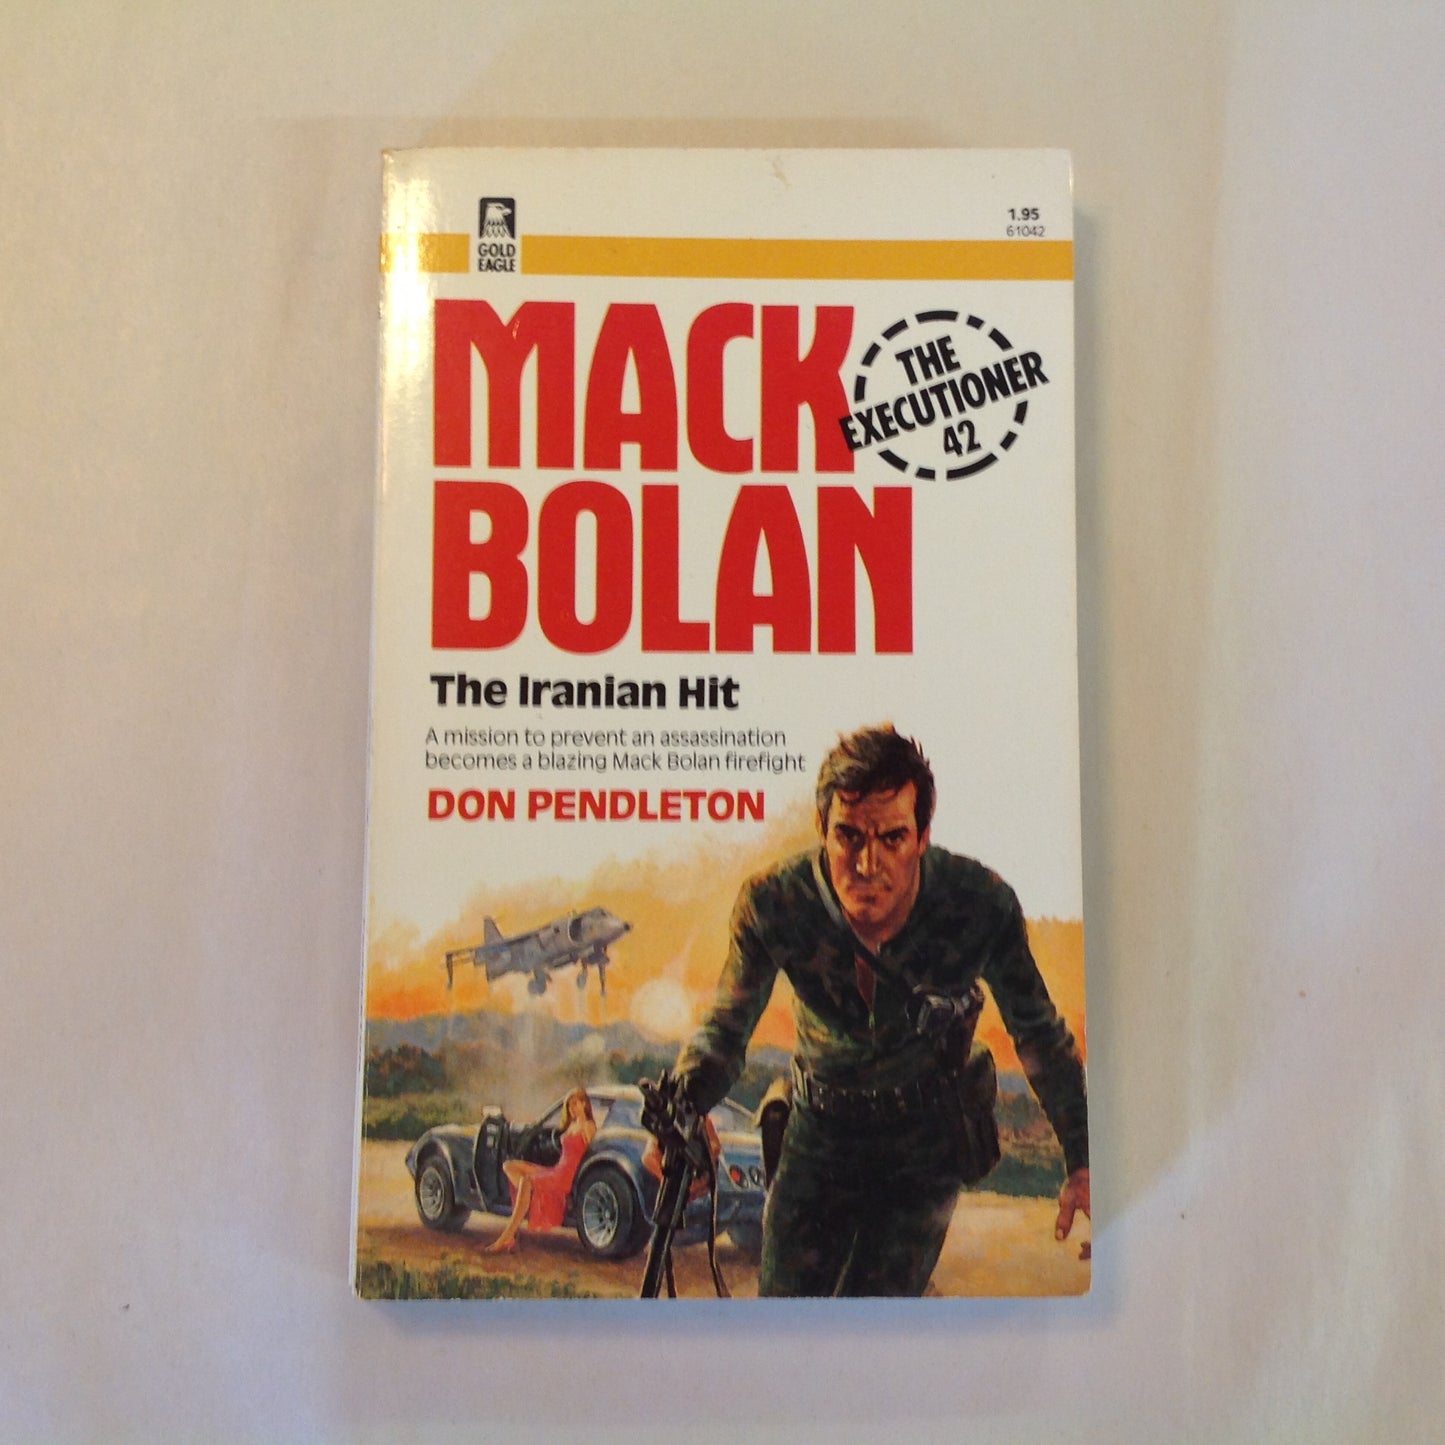 GOLD
EAGLE
1.95
61042
MACK
BOLAN
THE
EXECUTIONER
42
The Iranian Hit
A mission to prevent an assassination
becomes a blazing Mack Bolan firefight
DON PENDLETON